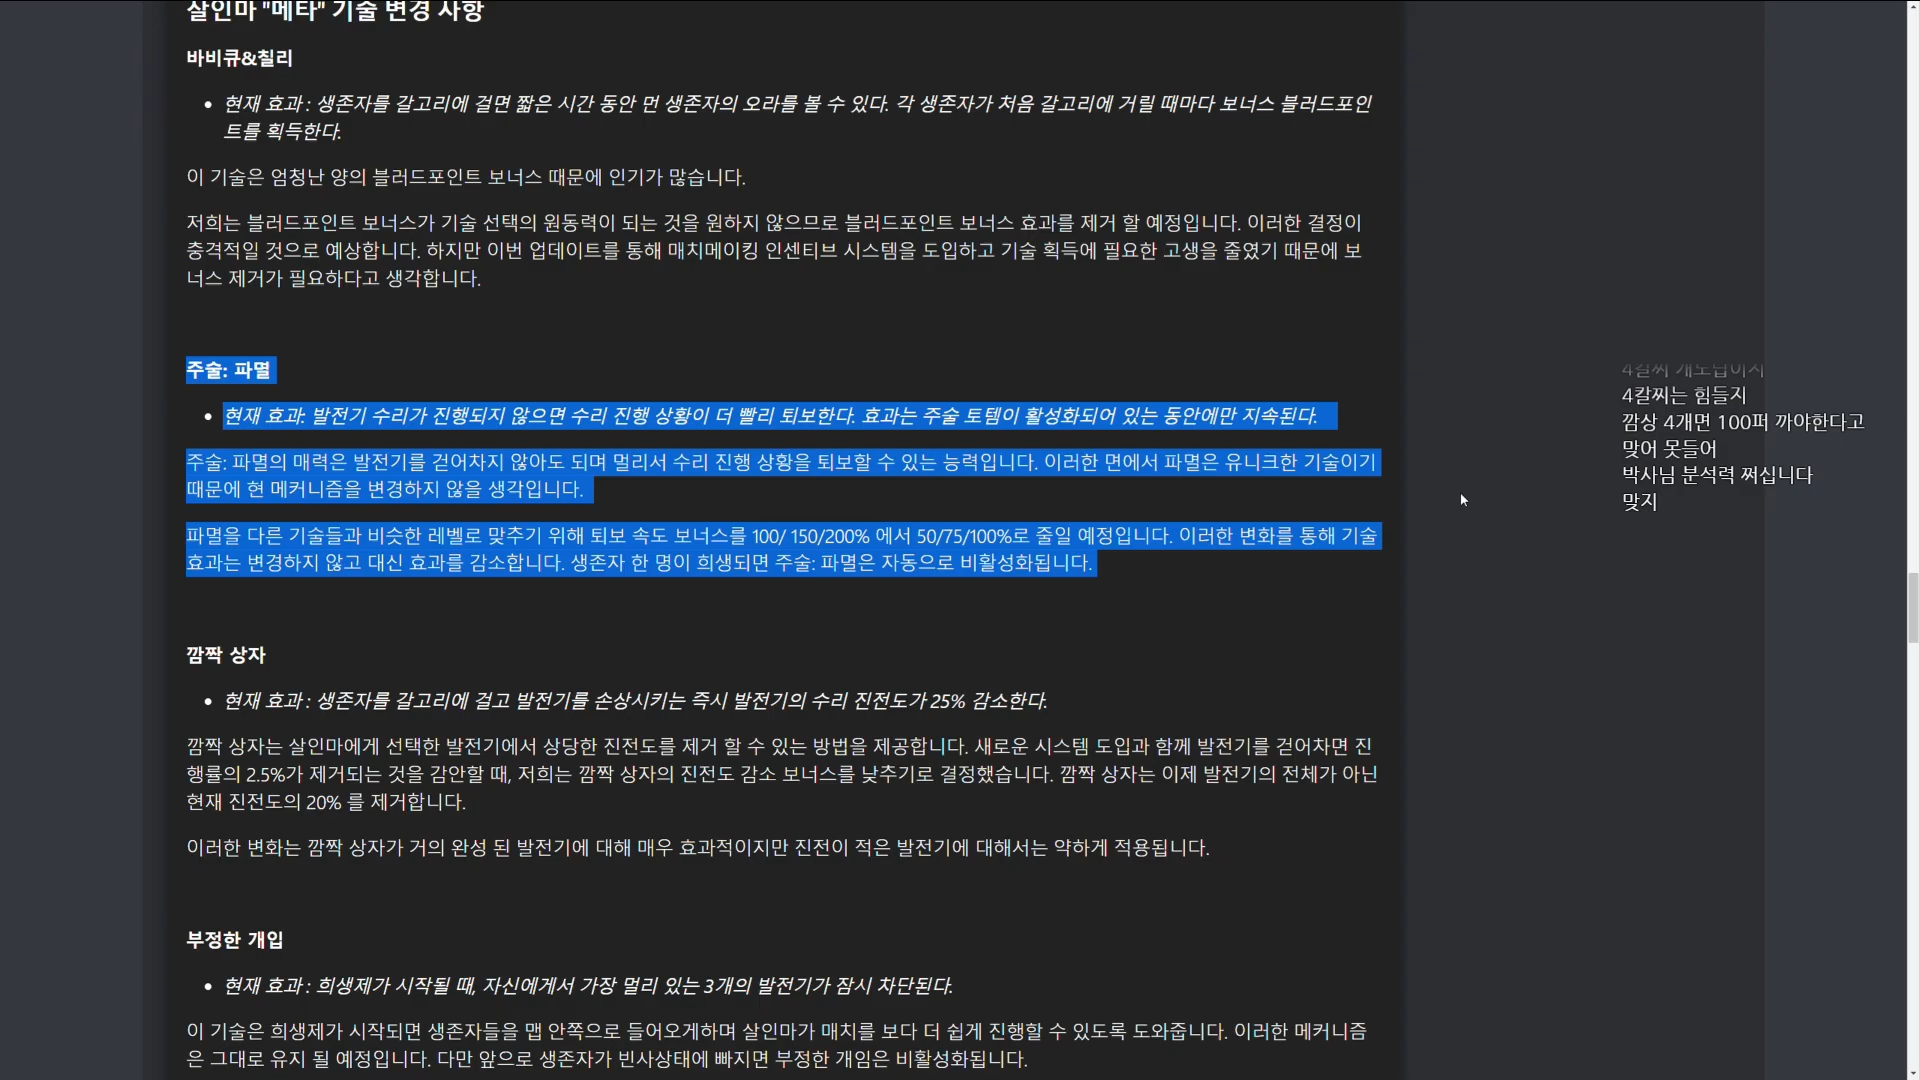 살인마 "메타" 기술 변경 사항
바비큐&칠리
• 현재 효과 : 생존자를 갈고리에 걸면 짧은 시간 동안 먼 생존자의 오라를 볼 수 있다. 각 생존자가 처음 갈고리에 거릴 때마다 보너스 블러드포인
트를 획득한다.
이 기술은 엄청난 양의 블러드포인트 보너스 때문에 인기가 많습니다.
저희는 블러드포인트 보너스가 기술 선택의 원동력이 되는 것을 원하지 않으므로 블러드포인트 보너스 효과를 제거 할 예정입니다. 이러한 결정이
충격적일 것으로 예상합니다. 하지만 이번 업데이트를 통해 매치메이킹 인센티브 시스템을 도입하고 기술 획득에 필요한 고생을 줄였기 때문에 보
너스 제거가 필요하다고 생각합니다.
주술: 파멸
• 현재 효과: 발전기 수리가 진행되지 않으면 수리 진행 상황이 더 빨리 퇴보한다. 효과는 주술 토템이 활성화되어 있는 동안에만 지속된다.
주술: 파멸의 매력은 발전기를 걷어차지 않아도 되며 멀리서 수리 진행 상황을 퇴보할 수 있는 능력입니다. 이러한 면에서 파멸은 유니크한 기술이기
때문에 현 메커니즘을 변경하지 않을 생각입니다.
파멸을 다른 기술들과 비슷한 레벨로 맞추기 위해 퇴보 속도 보너스를 100/ 150/200% 에서 50/75/100%로 줄일 예정입니다. 이러한 변화를 통해 기술
효과는 변경하지 않고 대신 효과를 감소합니다. 생존자 한 명이 희생되면 주술: 파멸은 자동으로 비활성화됩니다.
깜짝 상자
• 현재 효과 : 생존자를 갈고리에 걸고 발전기를 손상시키는 즉시 발전기의 수리 진전도가 25% 감소한다.
깜짝 상자는 살인마에게 선택한 발전기에서 상당한 진전도를 제거 할 수 있는 방법을 제공합니다. 새로운 시스템 도입과 함께 발전기를 걷어차면 진
행률의 2.5%가 제거되는 것을 감안할 때, 저희는 깜짝 상자의 진전도 감소 보너스를 낮추기로 결정했습니다. 깜짝 상자는 이제 발전기의 전체가 아닌
현재 진전도의 20% 를 제거합니다.
이러한 변화는 깜짝 상자가 거의 완성 된 발전기에 대해 매우 효과적이지만 진전이 적은 발전기에 대해서는 약하게 적용됩니다.
부정한 개입
• 현재 효과 : 희생제가 시작될 때, 자신에게서 가장 멀리 있는 3개의 발전기가 잠시 차단된다.
이 기술은 희생제가 시작되면 생존자들을 맵 안쪽으로 들어오게하며 살인마가 매치를 보다 더 쉽게 진행할 수 있도록 도와줍니다. 이러한 메커니즘
은 그대로 유지 될 예정입니다. 다만 앞으로 생존자가 빈사상태에 빠지면 부정한 개임은 비활성화됩니다.
4칼찌는 힘들지
깜상 4개면 100퍼 까야한다고
맞어 못들어
박사님 분석력 쩌십니다
맞지